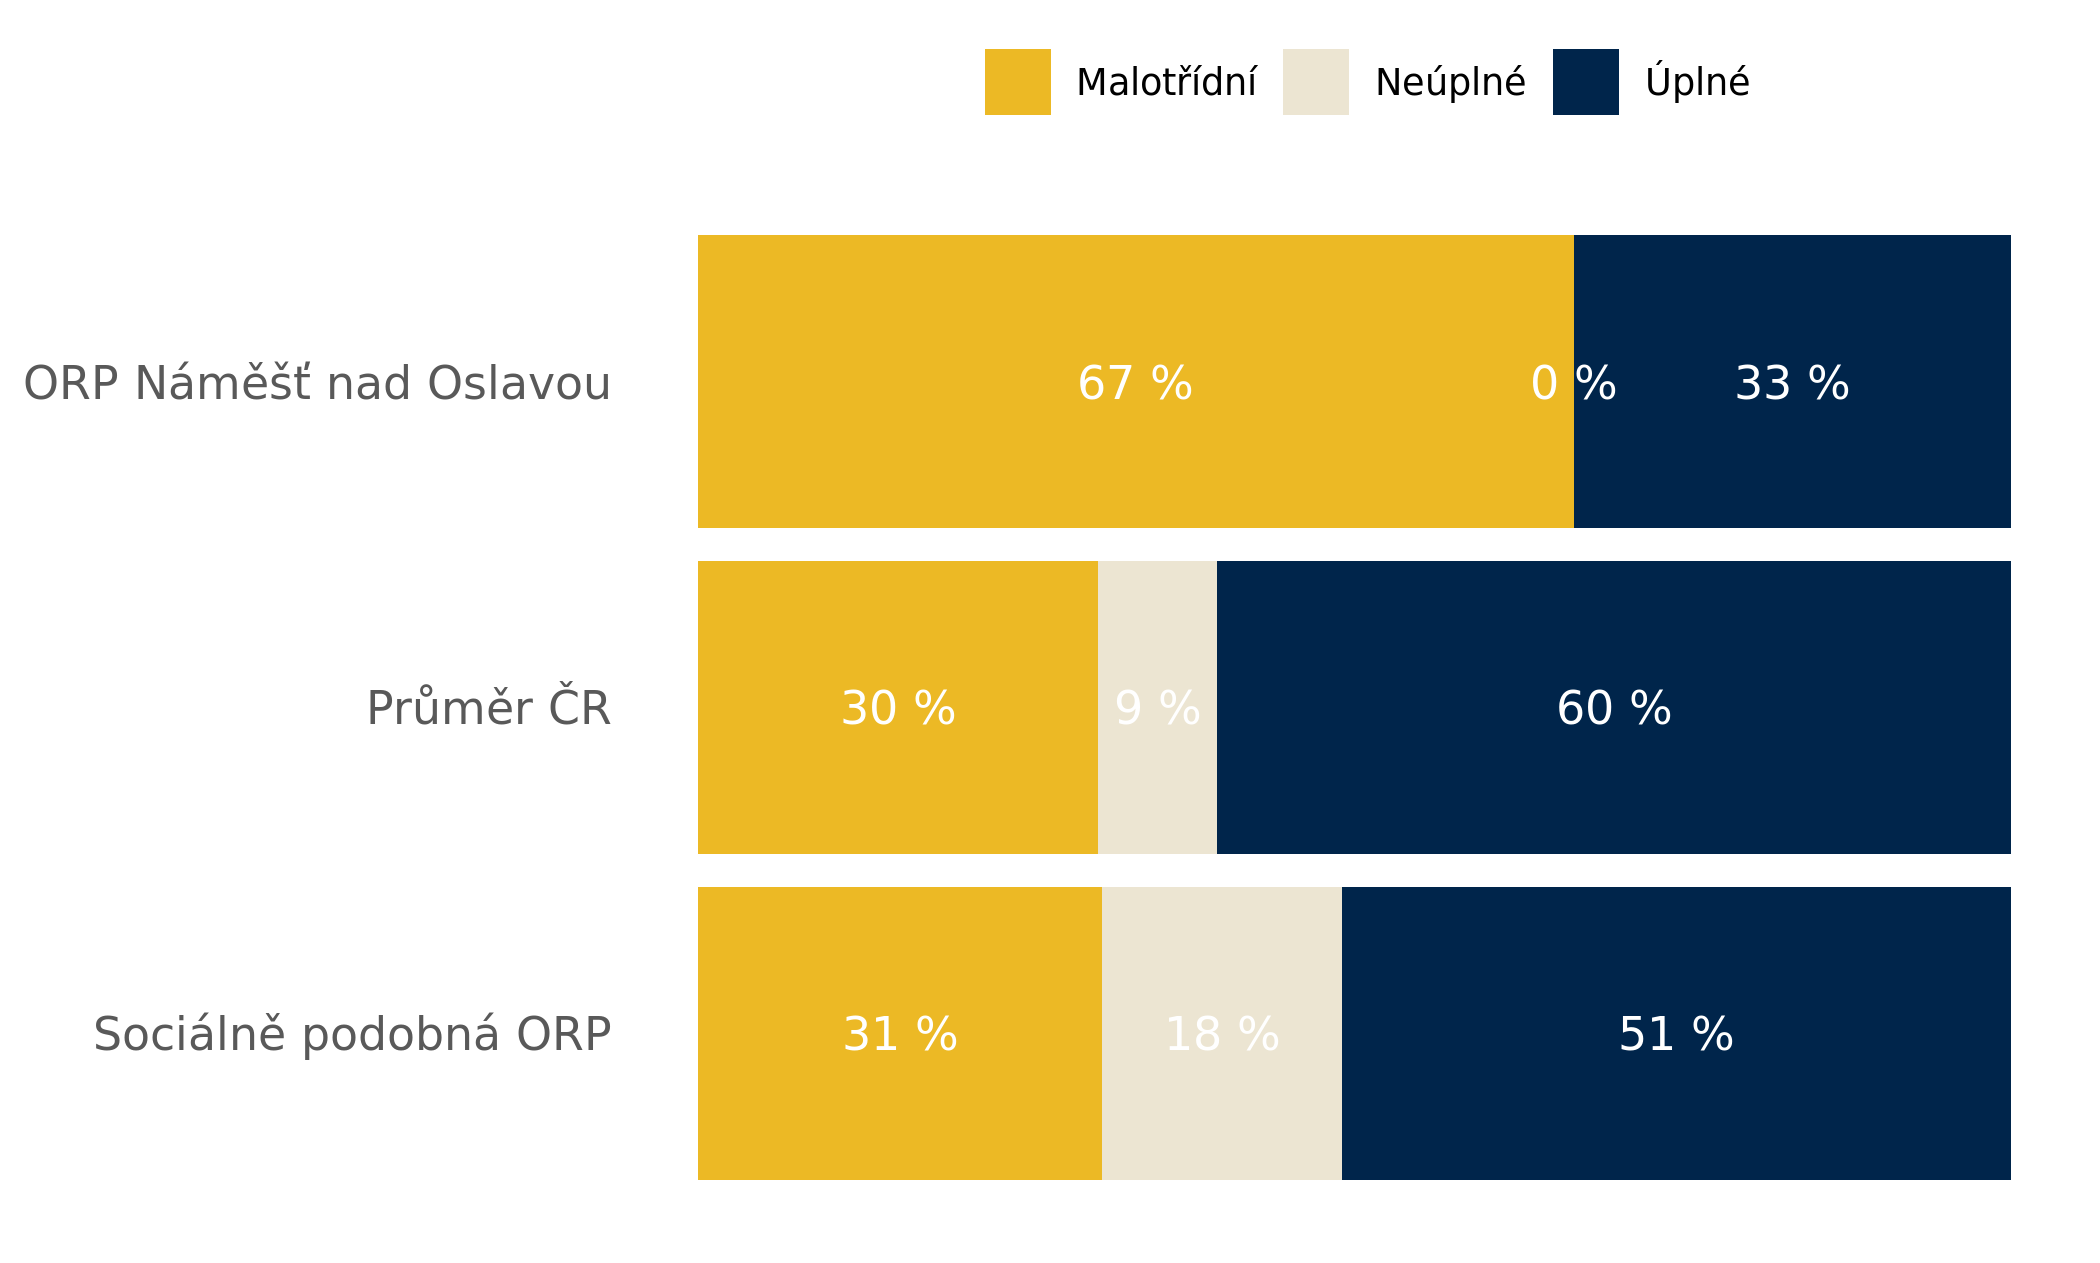 Malotřídní Neúplné Úplné
ORP Náměšť nad Oslavou 67 % 0 % 33 %
Průměr ČR 30 % 9 % 60 %
Sociálně podobná ORP 31 % 18 % 51 %